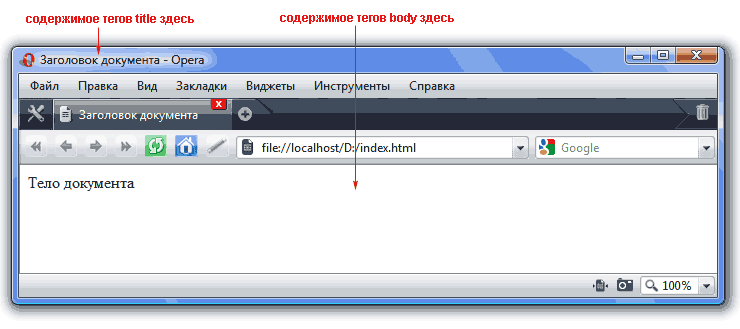 содержимое тегов title здесь
содержимое тегов body здесь
Заголовок документа - Opera
Файл Правка Вид Закладки Виджеты Инструменты Справка
Заголовок документа
file://localhost/D:/index.html
Google
Тело документа
100%